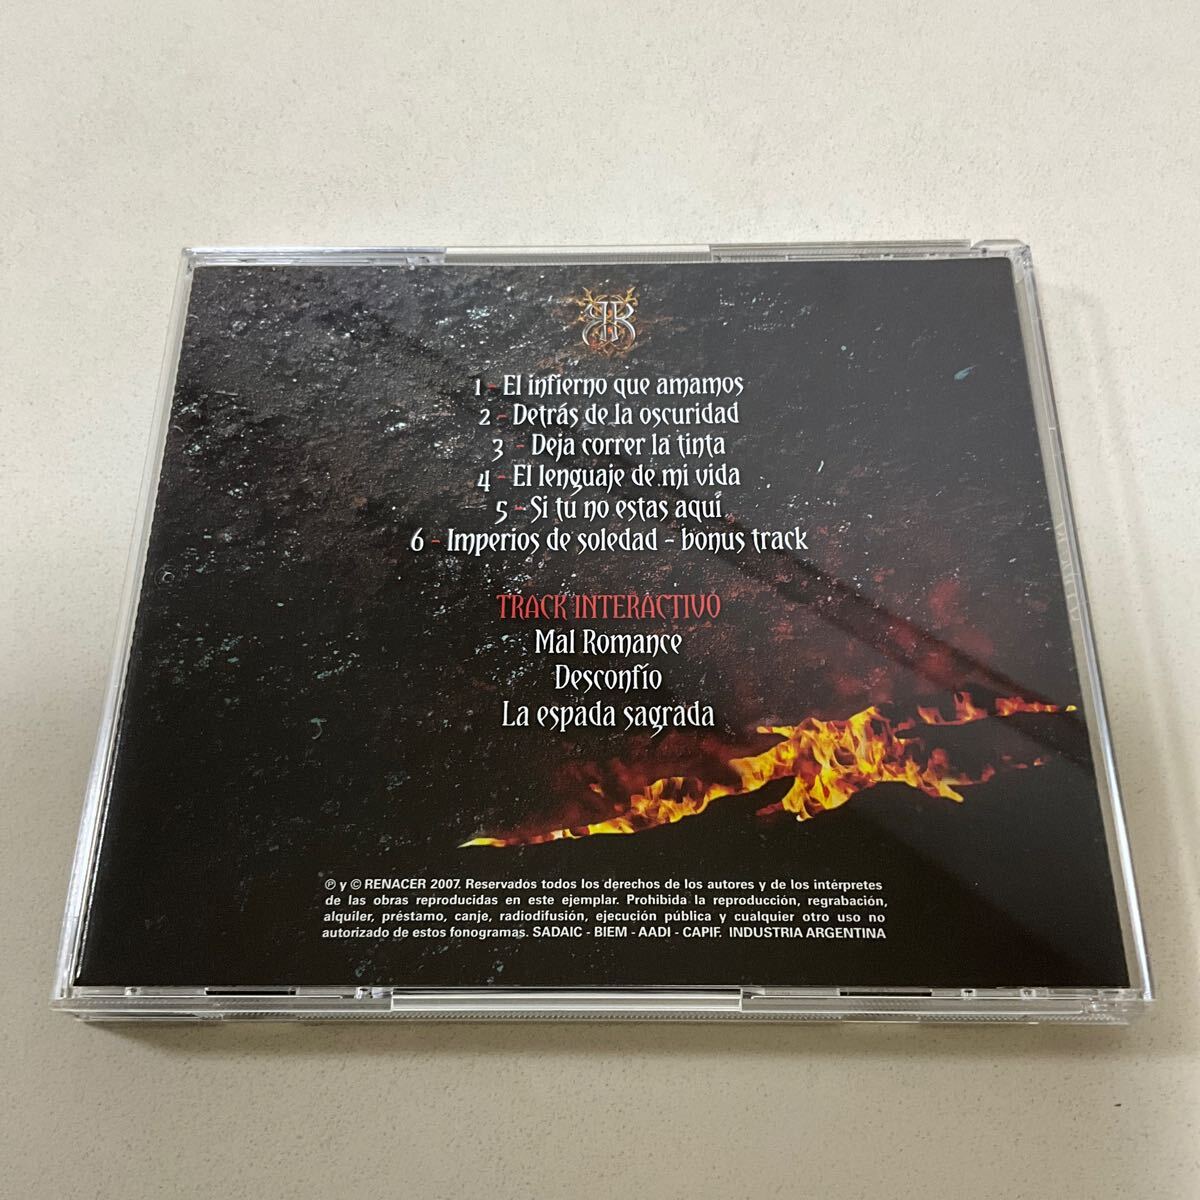 1 - El infierno que amamos
2 - Detrás de la oscuridad
3 - Deja correr la tinta
4 - El lenguaje de mi vida
5 - Si tú no estas aquí
6 - Imperios de soledad - bonus track
TRACK INTERACTIVO
Mal Romance
Desconfío
La espada sagrada
℗ y © RENACER 2007. Reservados todos los derechos de los autores y de los intérpretes
de las obras reproducidas en este ejemplar. Prohibida la reproducción, regrabación,
alquiler, préstamo, canje, radiodifusión, ejecución pública y cualquier otro uso no
autorizado de estos fonogramas. SADAIC - BIEM - AADI - CAPIF. INDUSTRIA ARGENTINA